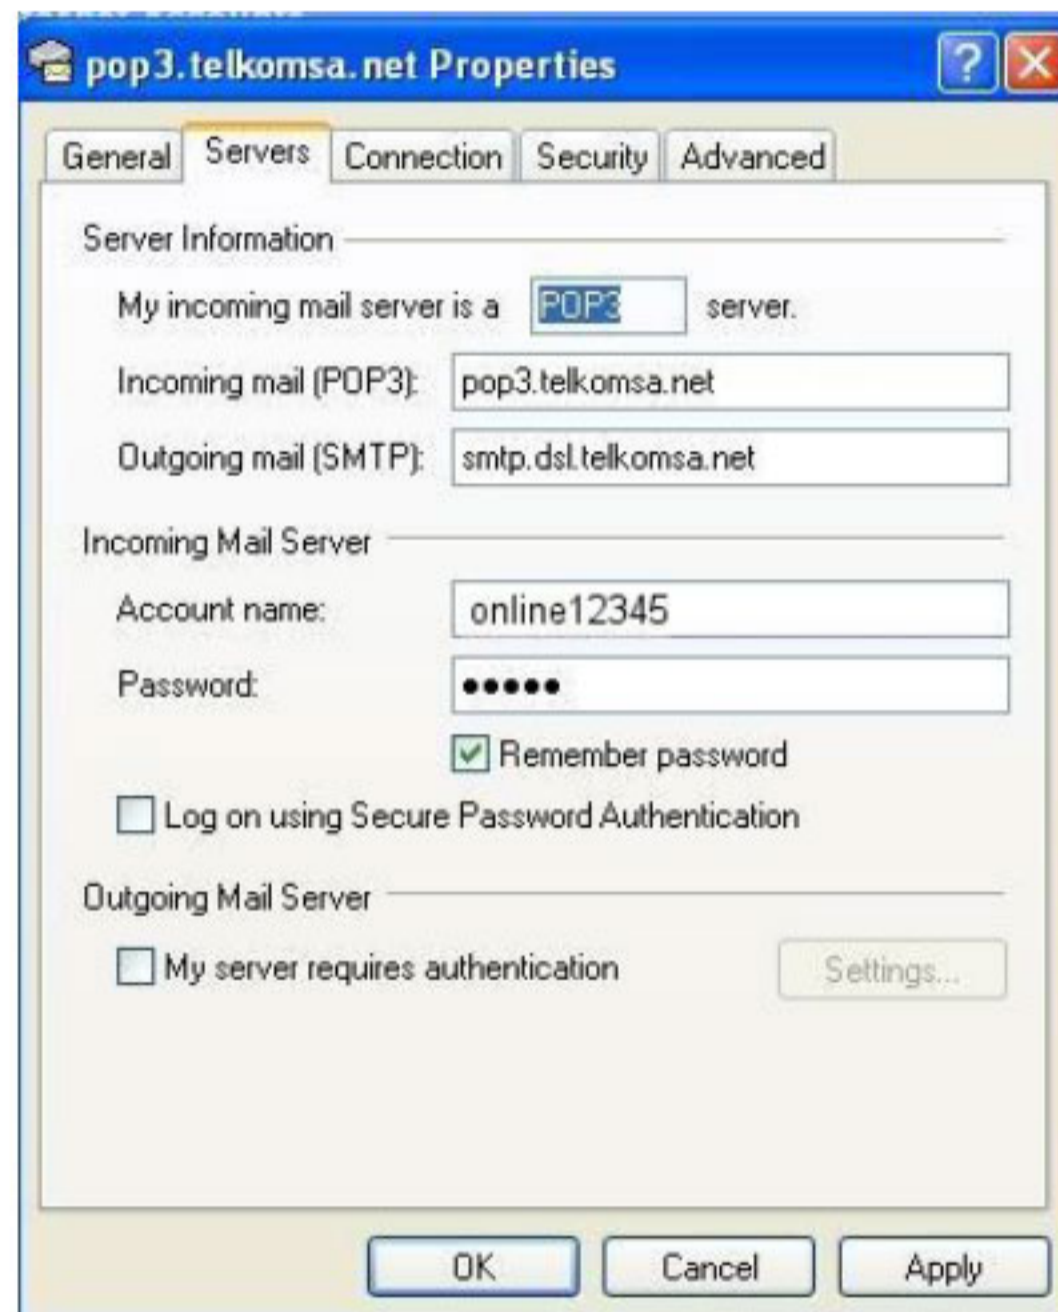 pop3.telkomsa.net Properties
General Servers Connection Security Advanced
Server Information
My incoming mail server is a POP3 server.
Incoming mail (POP3): pop3.telkomsa.net
Outgoing mail (SMTP): smtp.dsl.telkomsa.net
Incoming Mail Server
Account name: online12345
Password: •••••
Remember password
Log on using Secure Password Authentication
Outgoing Mail Server
My server requires authentication Settings...
OK Cancel Apply